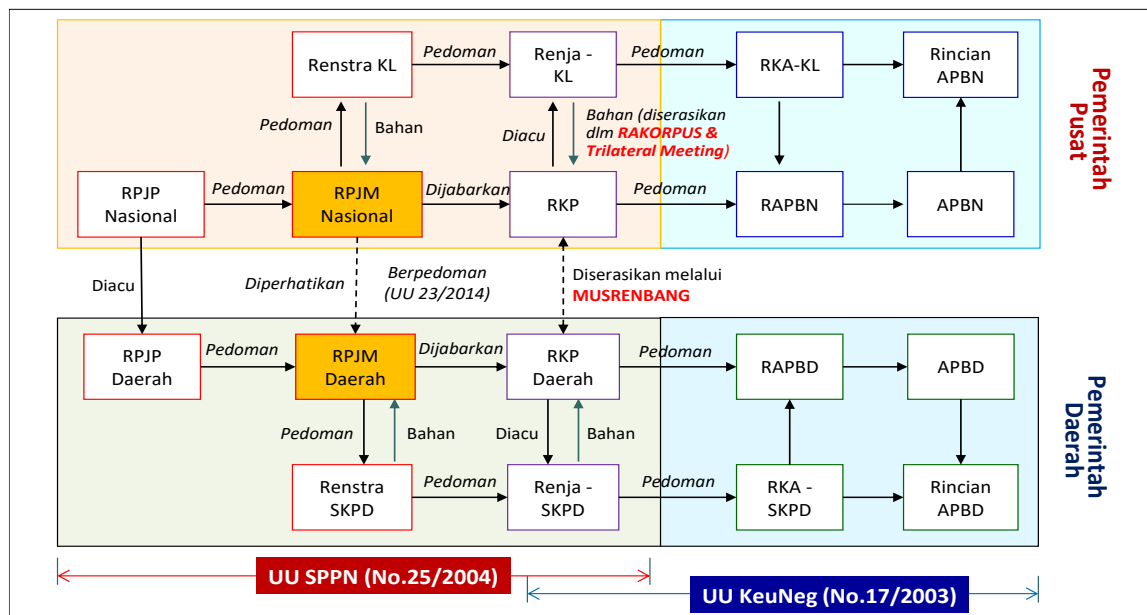 Pedoman
Pedoman
Renstra KL
Renja -
KL
RKA-KL
Rincian
APBN
Pedoman
Bahan
Diacu
Bahan (diserasikan
dlm RAKORPUS &
Trilateral Meeting)
RPJP
Nasional
Pedoman
RPJM
Nasional
Dijabarkan
RKP
Pedoman
RAPBN
APBN
Pemerintah
Pusat
Diacu
Diperhatikan
Berpedoman
(UU 23/2014)
Diserasikan melalui
MUSRENBANG
RPJP
Daerah
Pedoman
RPJM
Daerah
Dijabarkan
RKP
Daerah
Pedoman
RAPBD
APBD
Pedoman
Bahan
Diacu
Bahan
Renstra
SKPD
Pedoman
Renja -
SKPD
Pedoman
RKA -
SKPD
Rincian
APBD
Pemerintah
Daerah
UU SPPN (No.25/2004)
UU KeuNeg (No.17/2003)